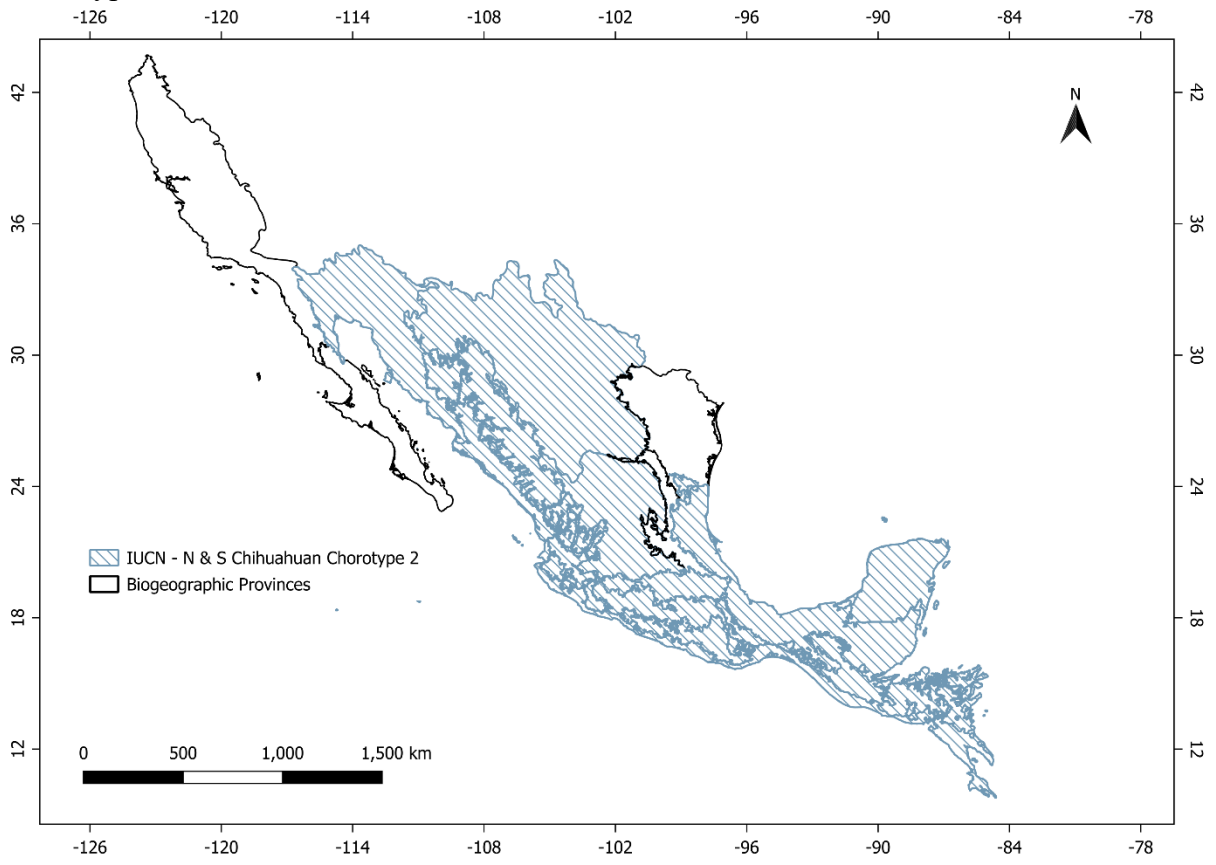 -126 -120 -114 -108 -102 -96 -90 -84 -78
N
42 42
36 36
30 30
24 24
IUCN - N & S Chihuahuan Chorotype 2
Biogeographic Provinces
18 18
12 12
0 500 1,000 1,500 km
-126 -120 -114 -108 -102 -96 -90 -84 -78